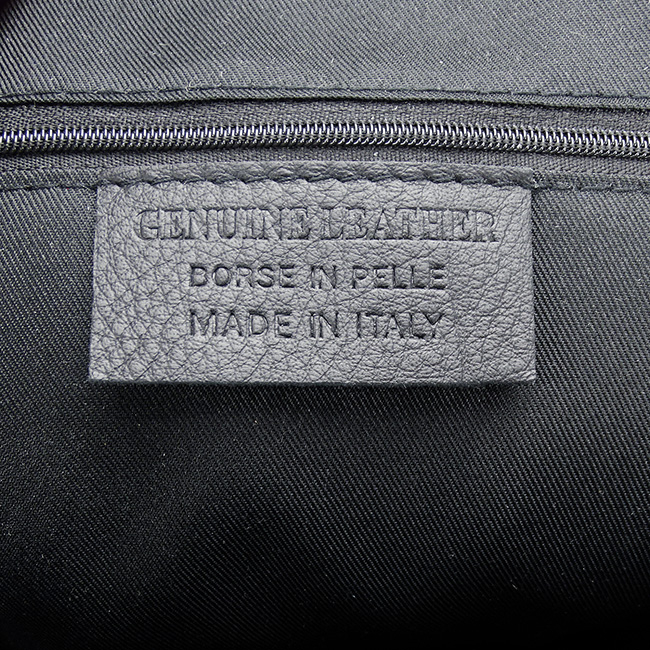 GENUINE LEATHER
BORSE IN PELLE
MADE IN ITALY